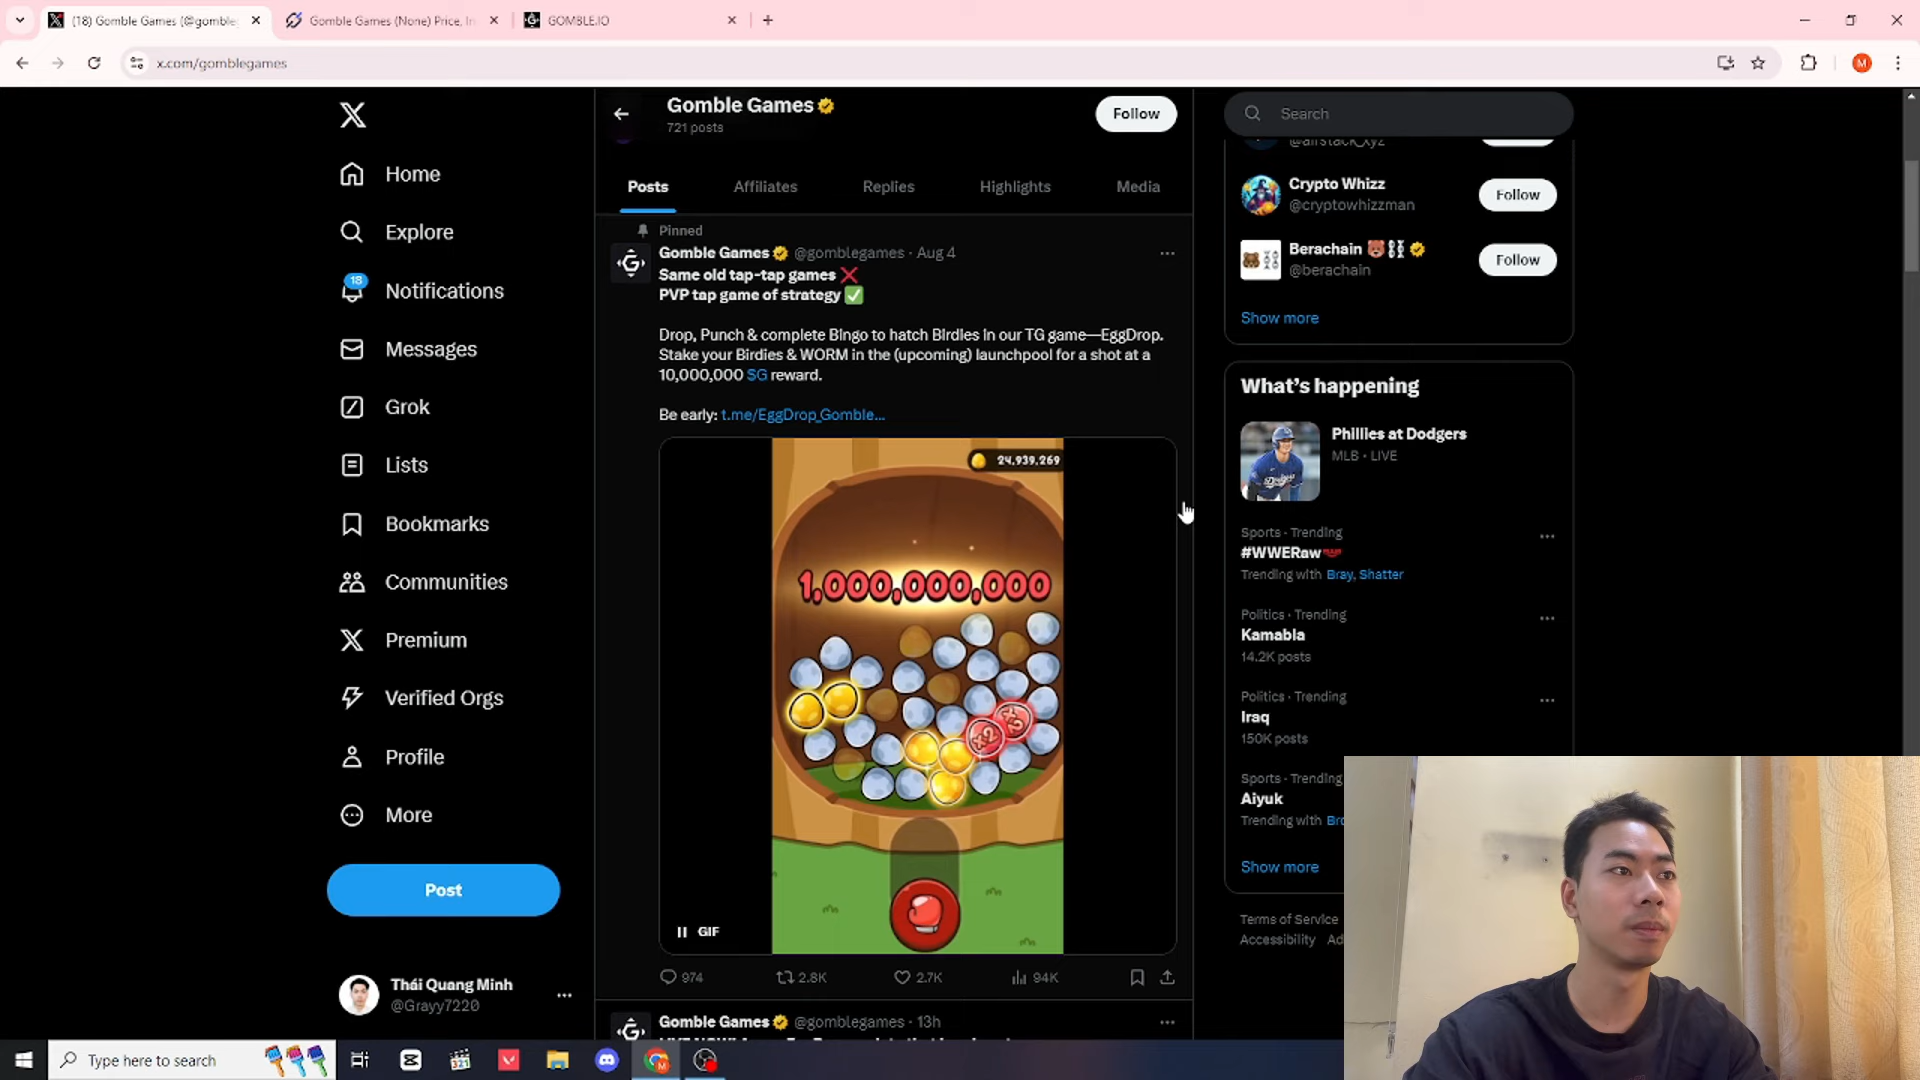 (18) Gomble Games (@gomble
Gomble Games (None) Price, In
GOMBLE.IO
x.com/gomblegames
M
Home
Explore
18
Notifications
Messages
Grok
Lists
Bookmarks
Communities
Premium
Verified Orgs
Profile
More
Post
Thái Quang Minh
@Grayy7220
Gomble Games
721 posts
Follow
Posts
Affiliates
Replies
Highlights
Media
Pinned
Gomble Games @gomblegames · Aug 4
Same old tap-tap games ❌
PVP tap game of strategy ✅
Drop, Punch & complete Bingo to hatch Birdies in our TG game—EggDrop.
Stake your Birdies & WORM in the (upcoming) launchpool for a shot at a
10,000,000 $G reward.
Be early: t.me/EggDrop_Gomble...
24,939,269
1,000,000,000
x2
GIF
974
2.8K
2.7K
94K
Gomble Games @gomblegames · 13h
Search
@airstack_xyz
Crypto Whizz
@cryptowhizzman
Follow
Berachain
@berachain
Follow
Show more
What's happening
Phillies at Dodgers
MLB · LIVE
Sports · Trending
#WWERaw
Trending with Bray, Shatter
Politics · Trending
Kamabla
14.2K posts
Politics · Trending
Iraq
150K posts
Sports · Trending
Aiyuk
Trending with Bro
Show more
Terms of Service
Accessibility Ad
Type here to search
321